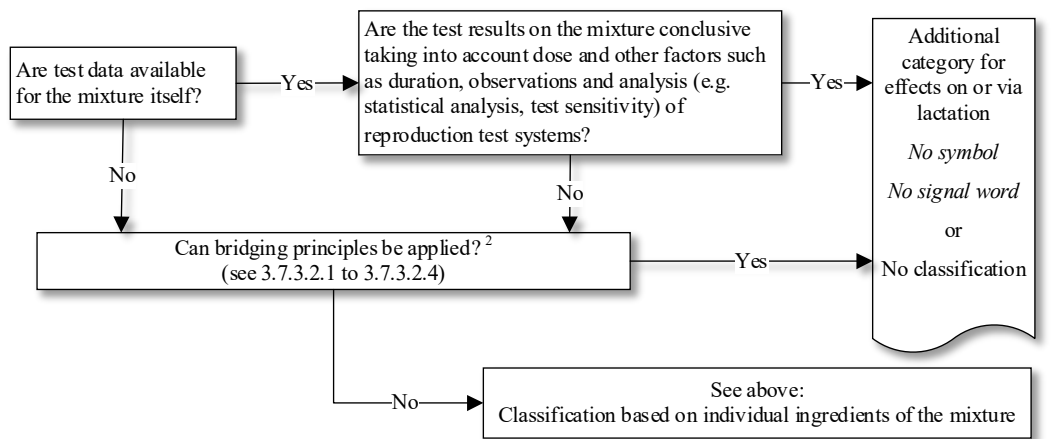 Are test data available
for the mixture itself?
Yes
Are the test results on the mixture conclusive
taking into account dose and other factors such
as duration, observations and analysis (e.g.
statistical analysis, test sensitivity) of
reproduction test systems?
Yes
Additional
category for
effects on or via
lactation
No symbol
No signal word
or
No classification
No
No
Can bridging principles be applied? 2
(see 3.7.3.2.1 to 3.7.3.2.4)
Yes
No
See above:
Classification based on individual ingredients of the mixture